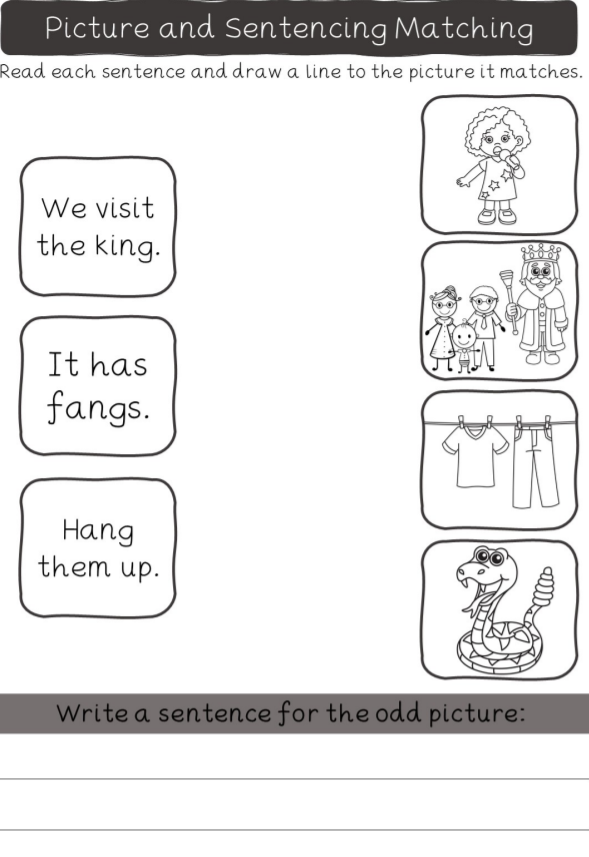 Picture and Sentencing Matching
Read each sentence and draw a line to the picture it matches.
We visit
the king.
It has
fangs.
Hang
them up.
Write a sentence for the odd picture: